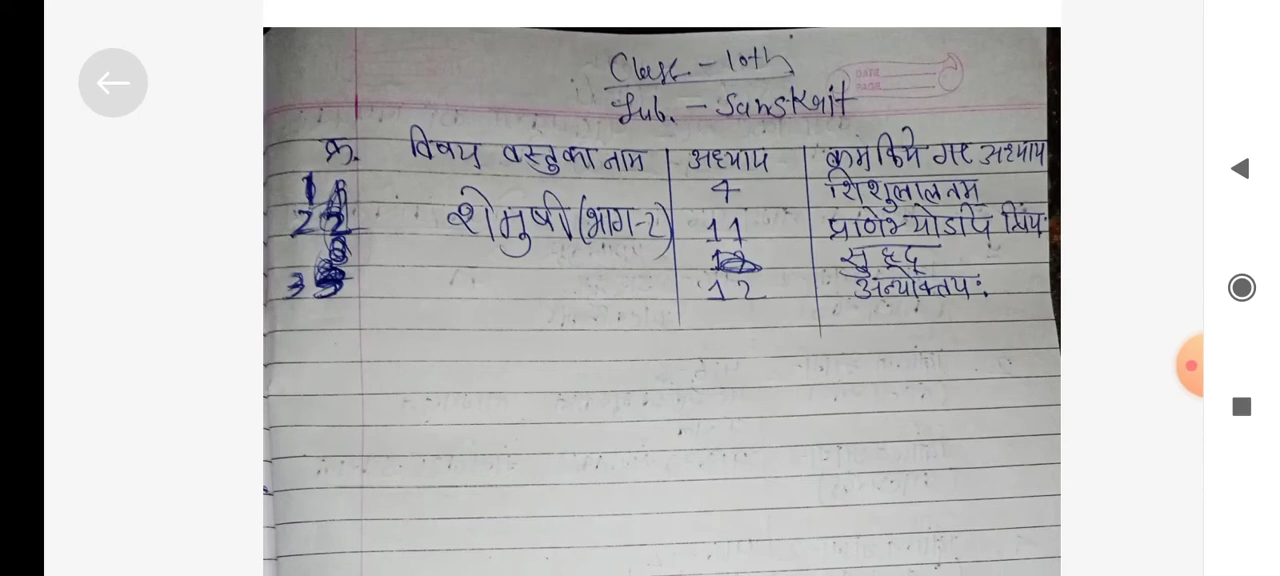 Class - 10th
Sub. - Sanskrit
क्र. विषय वस्तु का नाम अध्याय कम किये गए अध्याय
1 4 शिशुलालनम्
2 2 शेमुषी (भाग-2) 11 प्राणेभ्योऽपि प्रियः
सुहृद्
3 12 अन्योक्तयः